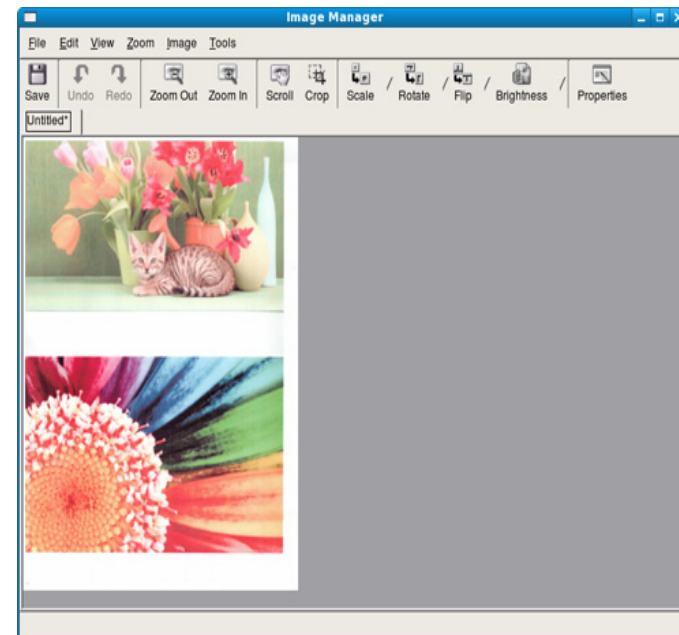 Image Manager
File Edit View Zoom Image Tools
Save Undo Redo Zoom Out Zoom In Scroll Crop Scale / Rotate / Flip / Brightness / Properties
Untitled*